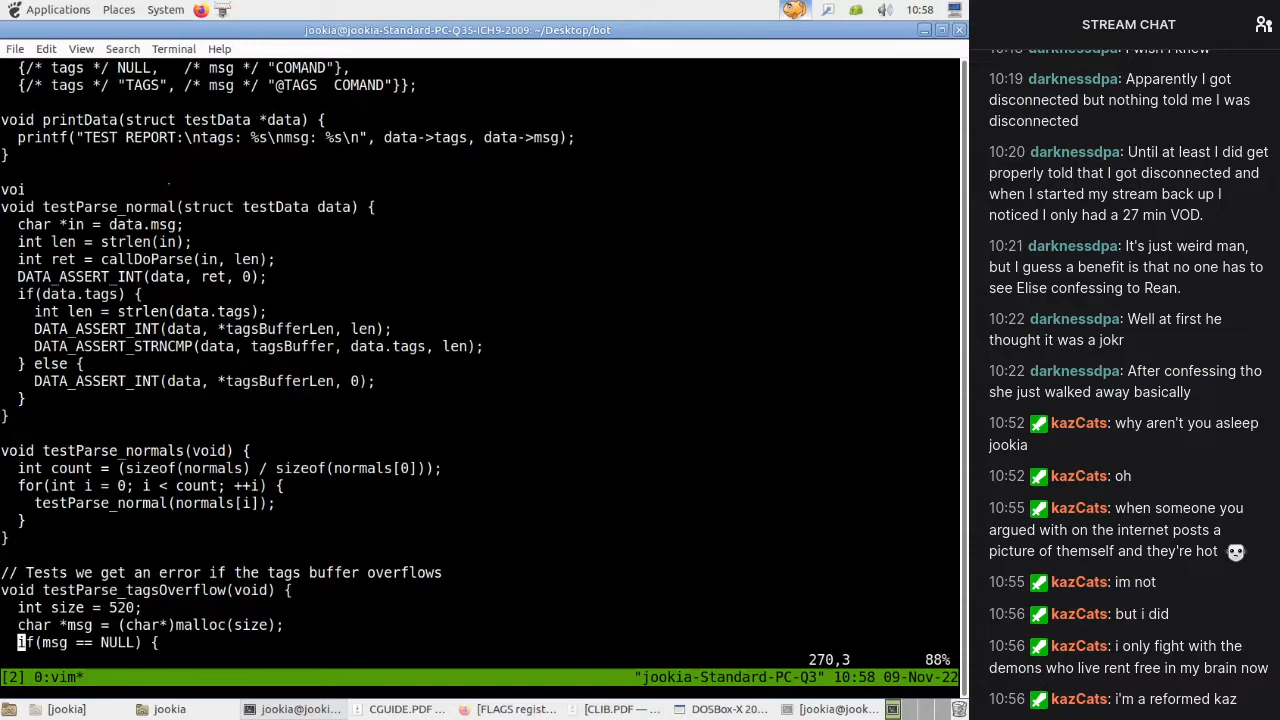 Applications Places System 10:58
jookia@jookia-Standard-PC-Q35-ICH9-2009: ~/Desktop/bot
File Edit View Search Terminal Help
{/* tags */ NULL, /* msg */ "COMAND"},
{/* tags */ "TAGS", /* msg */ "@TAGS  COMAND"}};
void printData(struct testData *data) {
printf("TEST REPORT:\ntags: %s\nmsg: %s\n", data->tags, data->msg);
}
voi
void testParse_normal(struct testData data) {
char *in = data.msg;
int len = strlen(in);
int ret = callDoParse(in, len);
DATA_ASSERT_INT(data, ret, 0);
if(data.tags) {
int len = strlen(data.tags);
DATA_ASSERT_INT(data, *tagsBufferLen, len);
DATA_ASSERT_STRNCMP(data, tagsBuffer, data.tags, len);
} else {
DATA_ASSERT_INT(data, *tagsBufferLen, 0);
}
}
void testParse_normals(void) {
int count = (sizeof(normals) / sizeof(normals[0]));
for(int i = 0; i < count; ++i) {
testParse_normal(normals[i]);
}
}
// Tests we get an error if the tags buffer overflows
void testParse_tagsOverflow(void) {
int size = 520;
char *msg = (char*)malloc(size);
if(msg == NULL) {
270,3 88%
[2] 0:vim* "jookia-Standard-PC-Q3" 10:58 09-Nov-22
[jookia] jookia jookia@jooki... CGUIDE.PDF ... [FLAGS regist... [CLIB.PDF — ... DOSBox-X 20... [jookia@jook...
STREAM CHAT
10:18 darknessdpa: I wish I knew
10:19 darknessdpa: Apparently I got
disconnected but nothing told me I was
disconnected
10:20 darknessdpa: Until at least I did get
properly told that I got disconnected and
when I started my stream back up I
noticed I only had a 27 min VOD.
10:21 darknessdpa: It's just weird man,
but I guess a benefit is that no one has to
see Elise confessing to Rean.
10:22 darknessdpa: Well at first he
thought it was a jokr
10:22 darknessdpa: After confessing tho
she just walked away basically
10:52 kazCats: why aren't you asleep
jookia
10:52 kazCats: oh
10:55 kazCats: when someone you
argued with on the internet posts a
picture of themself and they're hot
10:55 kazCats: im not
10:56 kazCats: but i did
10:56 kazCats: i only fight with the
demons who live rent free in my brain now
10:56 kazCats: i'm a reformed kaz